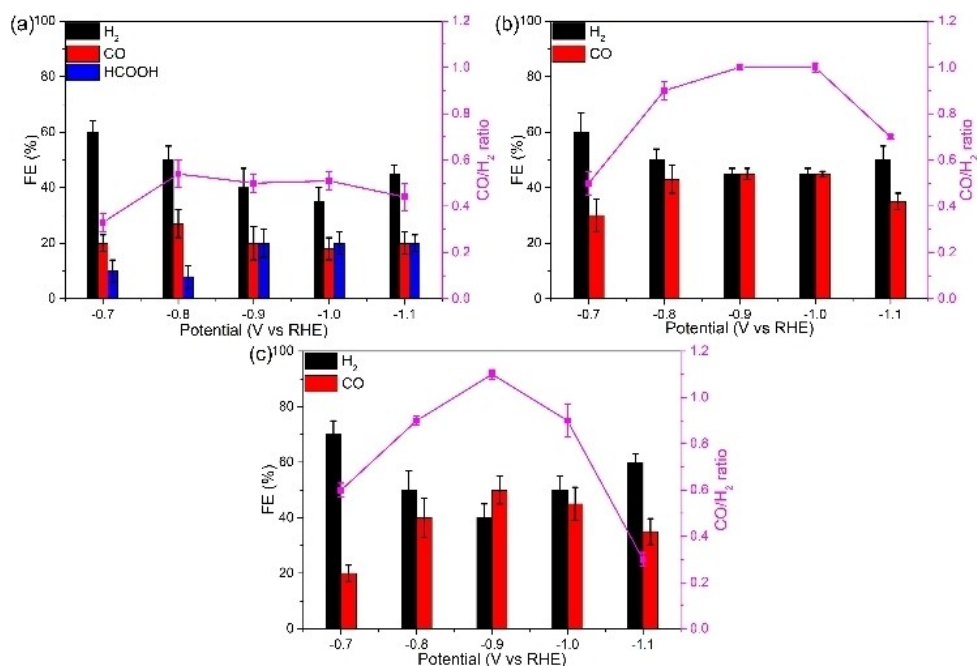 (a)
100
80
60
40
20
0
FE (%)
H₂
CO
HCOOH
1.2
1.0
0.8
0.6
0.4
0.2
0.0
CO/H₂ ratio
-0.7 -0.8 -0.9 -1.0 -1.1
Potential (V vs RHE)
(b)
100
80
60
40
20
0
FE (%)
H₂
CO
1.2
1.0
0.8
0.6
0.4
0.2
0.0
CO/H₂ ratio
-0.7 -0.8 -0.9 -1.0 -1.1
Potential (V vs RHE)
(c)
100
80
60
40
20
0
FE (%)
H₂
CO
1.2
1.0
0.8
0.6
0.4
0.2
0.0
CO/H₂ ratio
-0.7 -0.8 -0.9 -1.0 -1.1
Potential (V vs RHE)